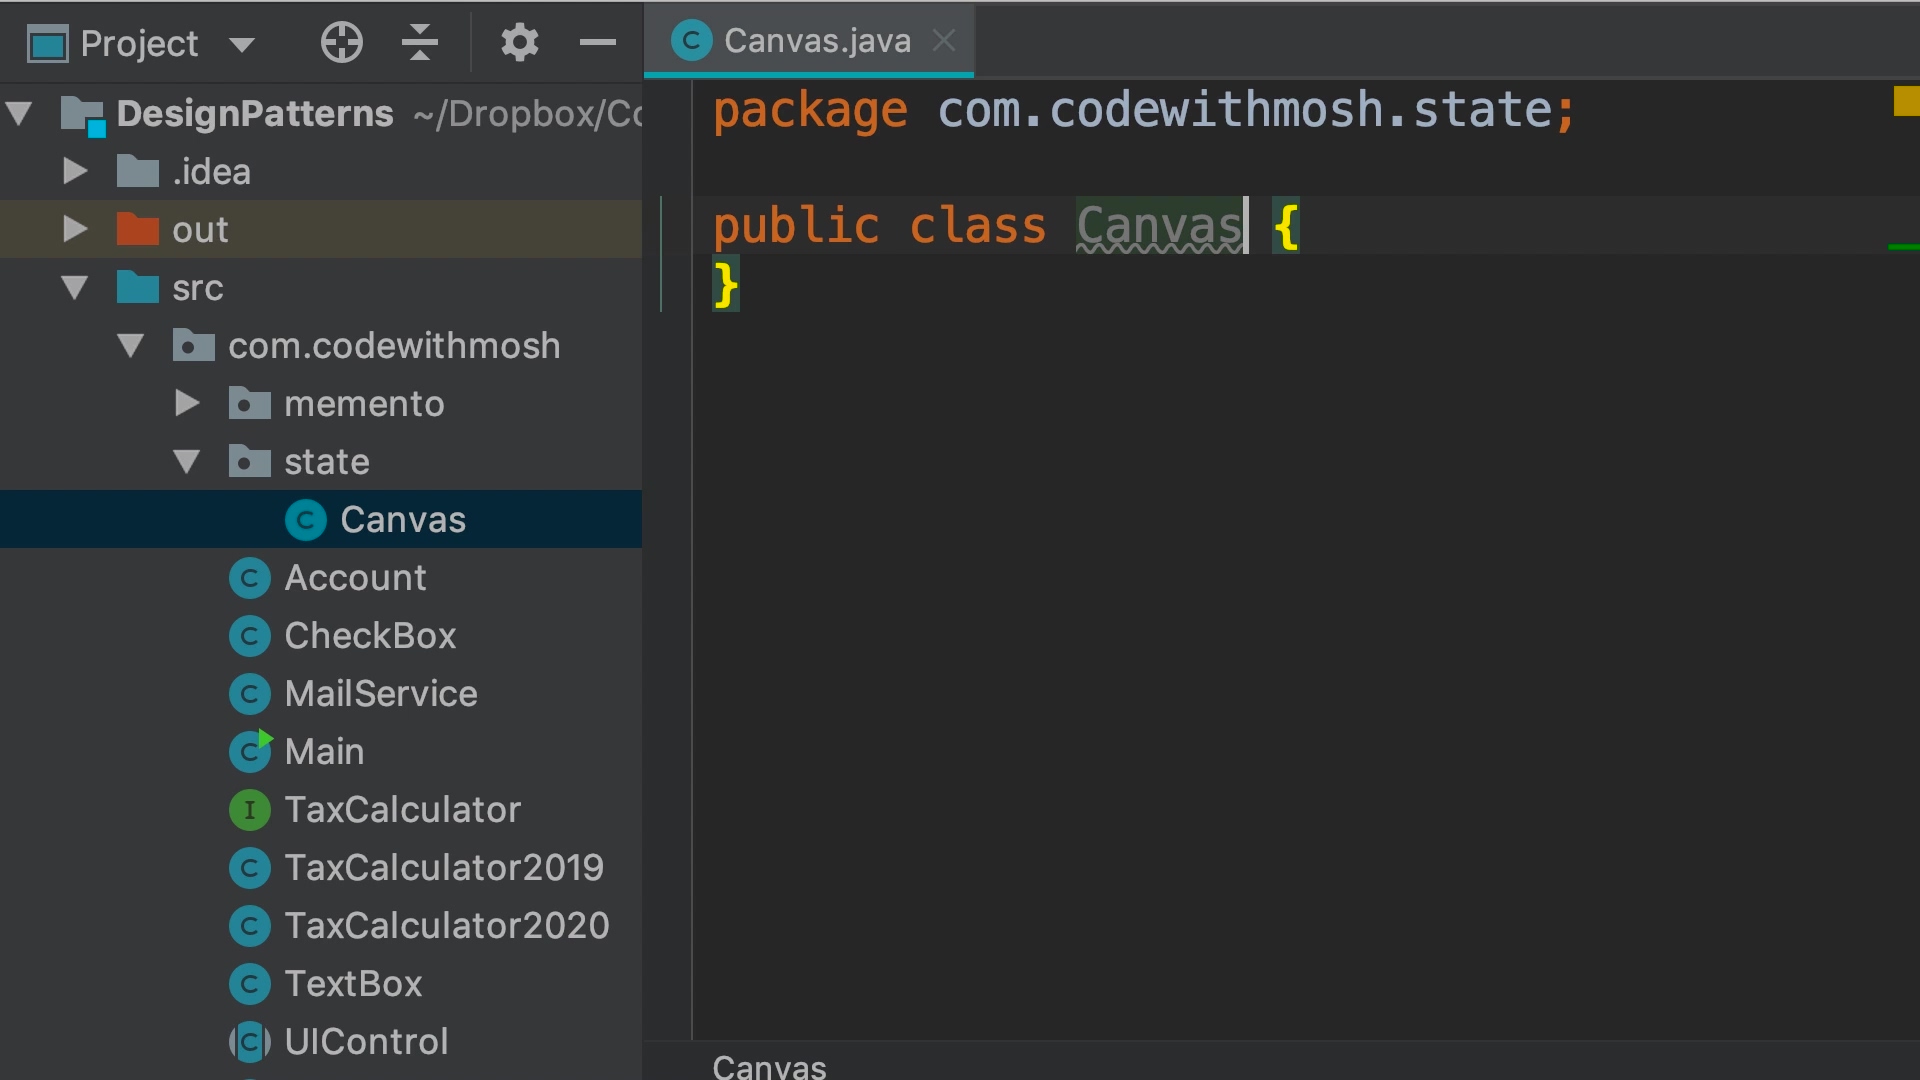 Project
Canvas.java
DesignPatterns ~/Dropbox/Co
.idea
out
src
com.codewithmosh
memento
state
Canvas
Account
CheckBox
MailService
Main
TaxCalculator
TaxCalculator2019
TaxCalculator2020
TextBox
UIControl
package com.codewithmosh.state;
public class Canvas {
}
Canvas